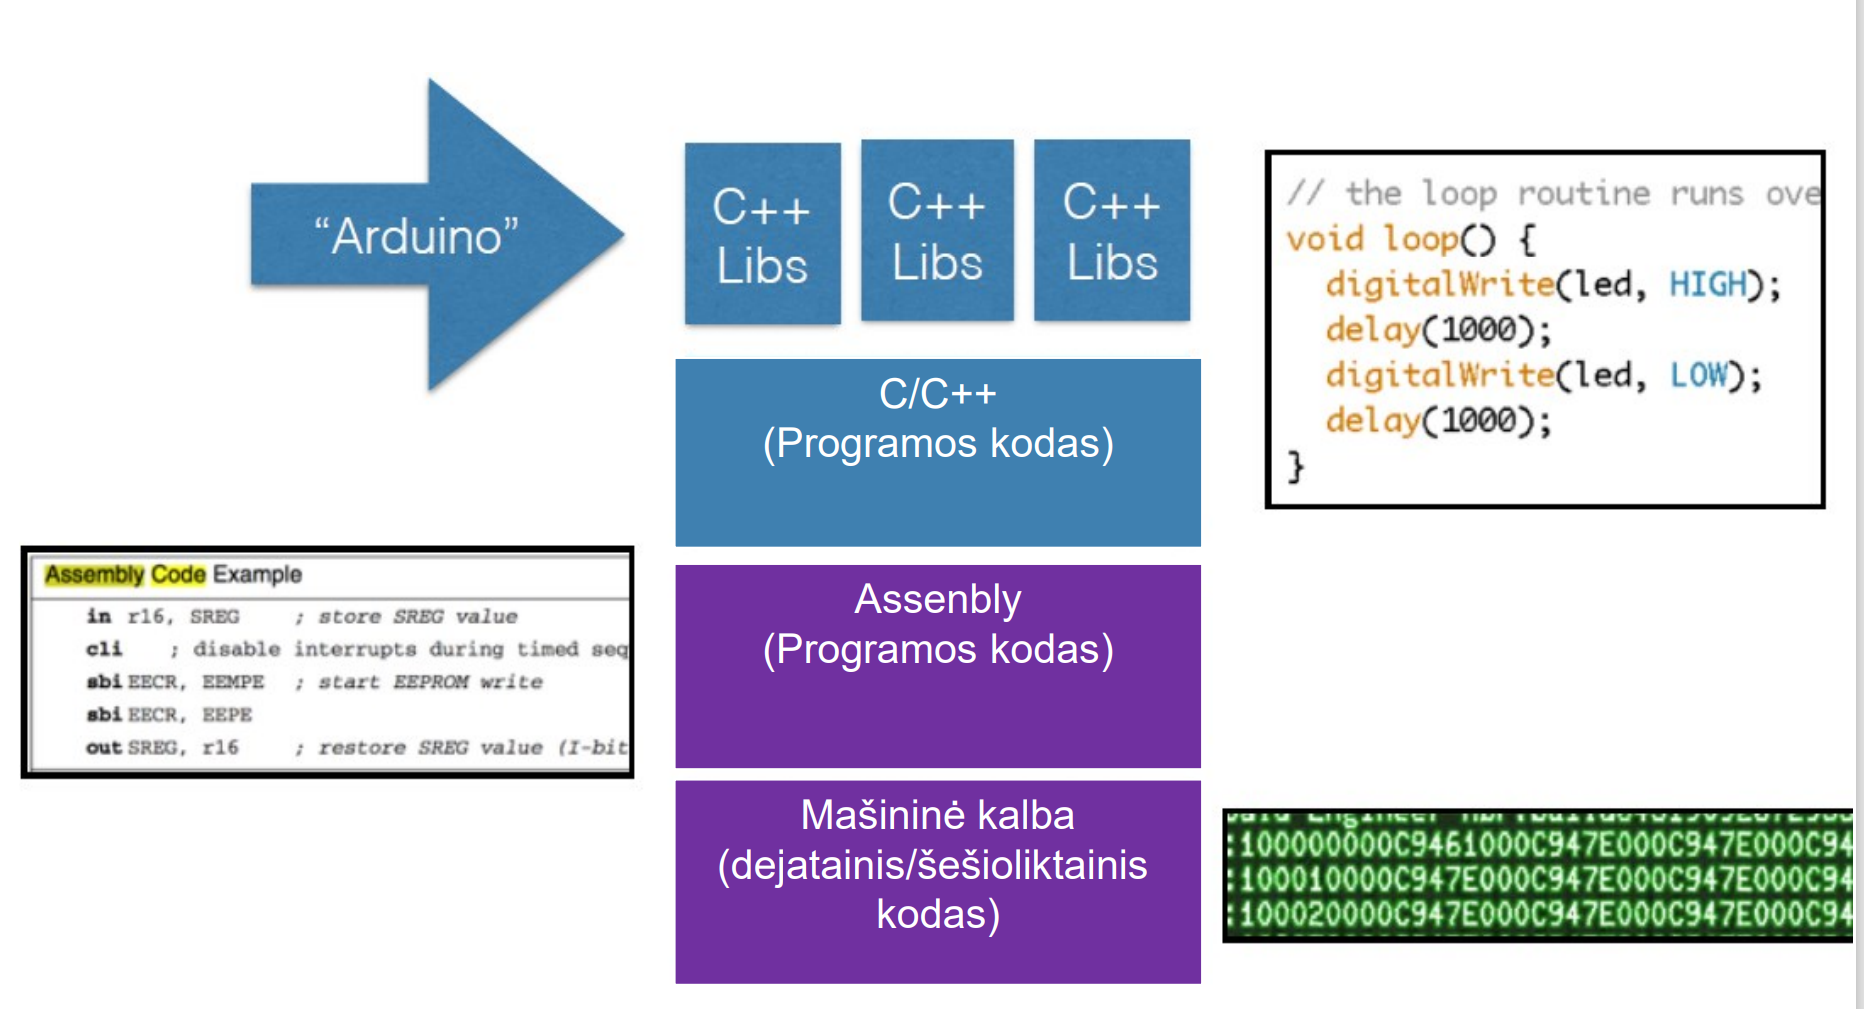 “Arduino”
C++
Libs
C++
Libs
C++
Libs
// the loop routine runs ove
void loop() {
digitalWrite(led, HIGH);
delay(1000);
digitalWrite(led, LOW);
delay(1000);
}
C/C++
(Programos kodas)
Assembly Code Example
in r16, SREG ; store SREG value
cli ; disable interrupts during timed seq
sbi EECR, EEMPE ; start EEPROM write
sbi EECR, EEPE
out SREG, r16 ; restore SREG value (I-bit
Assenbly
(Programos kodas)
Mašininė kalba
(dejatainis/šešioliktainis
kodas)
:100000000C9461000C947E000C947E000C94
:100010000C947E000C947E000C947E000C94
:100020000C947E000C947E000C947E000C94